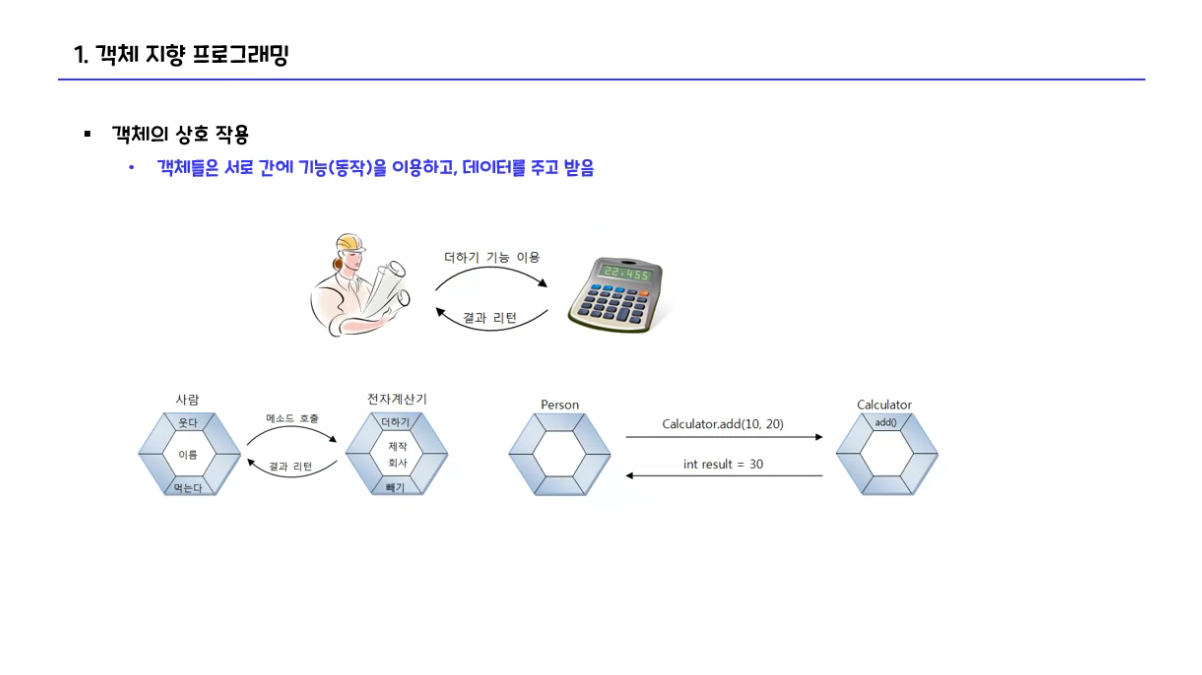 1. 객체 지향 프로그래밍
▪ 객체의 상호 작용
• 객체들은 서로 간에 기능(동작)을 이용하고, 데이터를 주고 받음
더하기 기능 이용
22.455
결과 리턴
사람
웃다
이름
먹는다
메소드 호출
결과 리턴
전자계산기
더하기
제작
회사
빼기
Person
Calculator.add(10, 20)
int result = 30
Calculator
add()